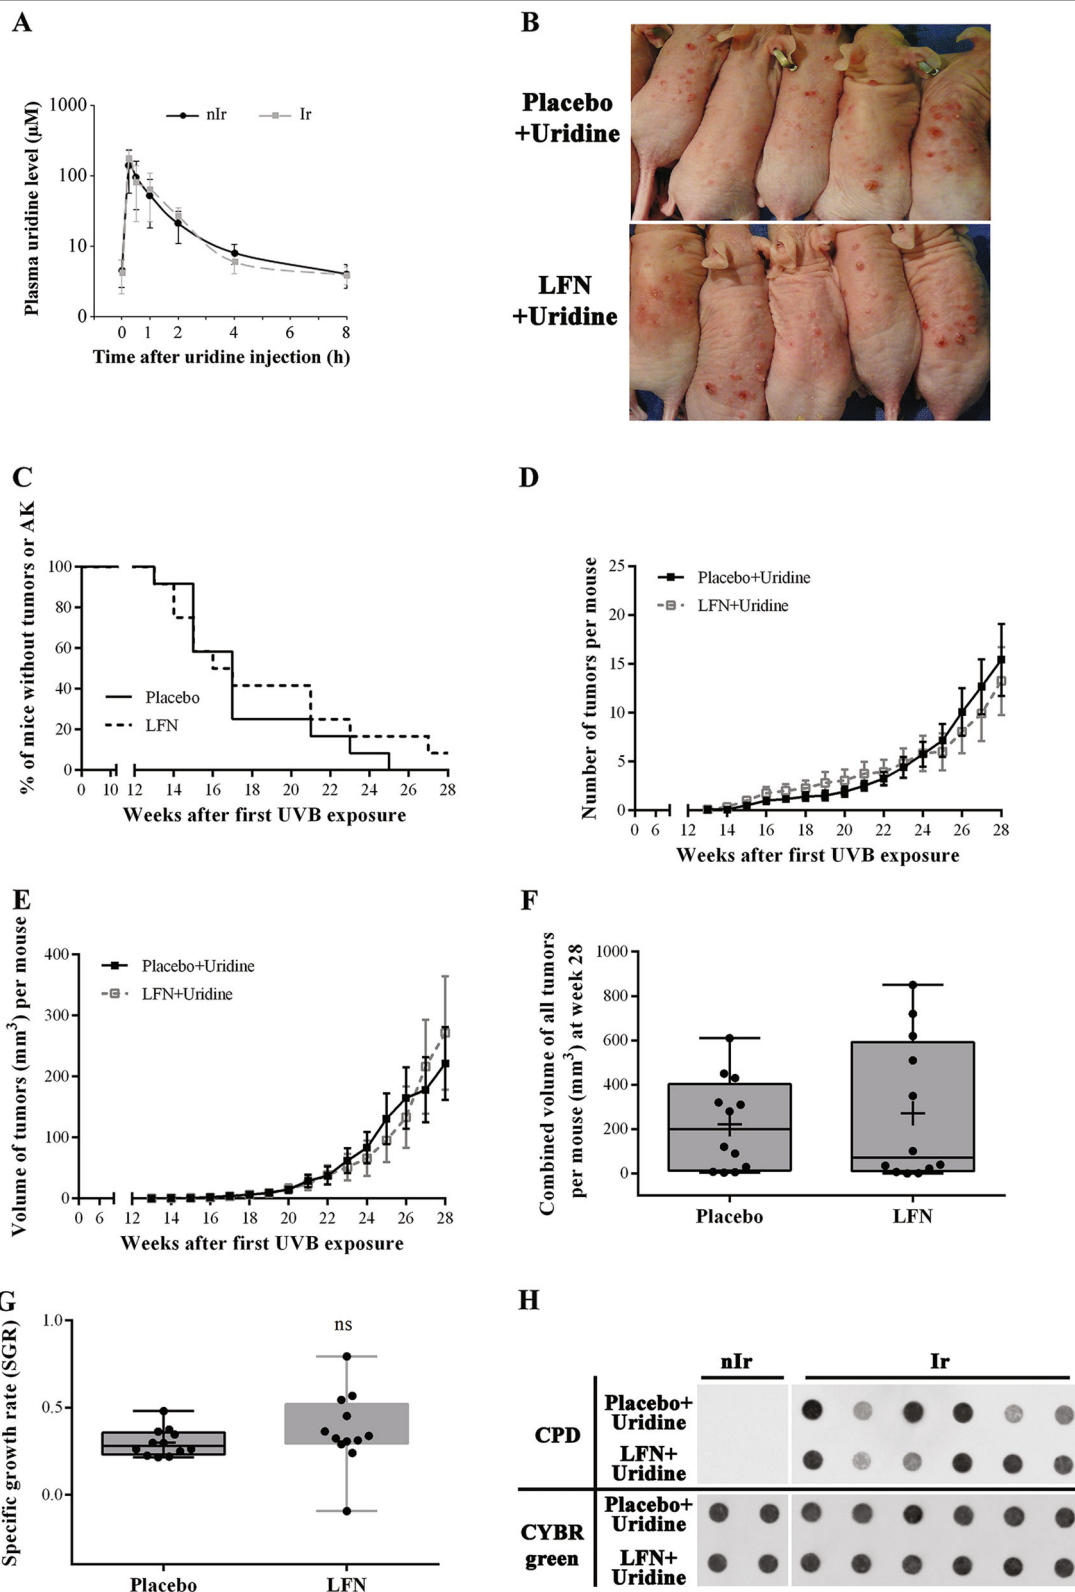 A
1000
100
10
0
nIr
Ir
Plasma uridine level (µM)
0 1 2 4 6 8
Time after uridine injection (h)
B
Placebo
+Uridine
LFN
+Uridine
C
% of mice without tumors or AK
100
80
60
40
20
0
Placebo
LFN
0 10 12 14 16 18 20 22 24 26 28
Weeks after first UVB exposure
D
Number of tumors per mouse
25
20
15
10
5
0
Placebo+Uridine
LFN+Uridine
0 6 12 14 16 18 20 22 24 26 28
Weeks after first UVB exposure
E
Volume of tumors (mm³) per mouse
400
300
200
100
0
Placebo+Uridine
LFN+Uridine
0 6 12 14 16 18 20 22 24 26 28
Weeks after first UVB exposure
F
Combined volume of all tumors
per mouse (mm³) at week 28
1000
800
600
400
200
0
Placebo LFN
G
Specific growth rate (SGR)
1.0
0.5
0.0
ns
Placebo LFN
H
nIr Ir
CPD
Placebo+
Uridine
LFN+
Uridine
CYBR
green
Placebo+
Uridine
LFN+
Uridine